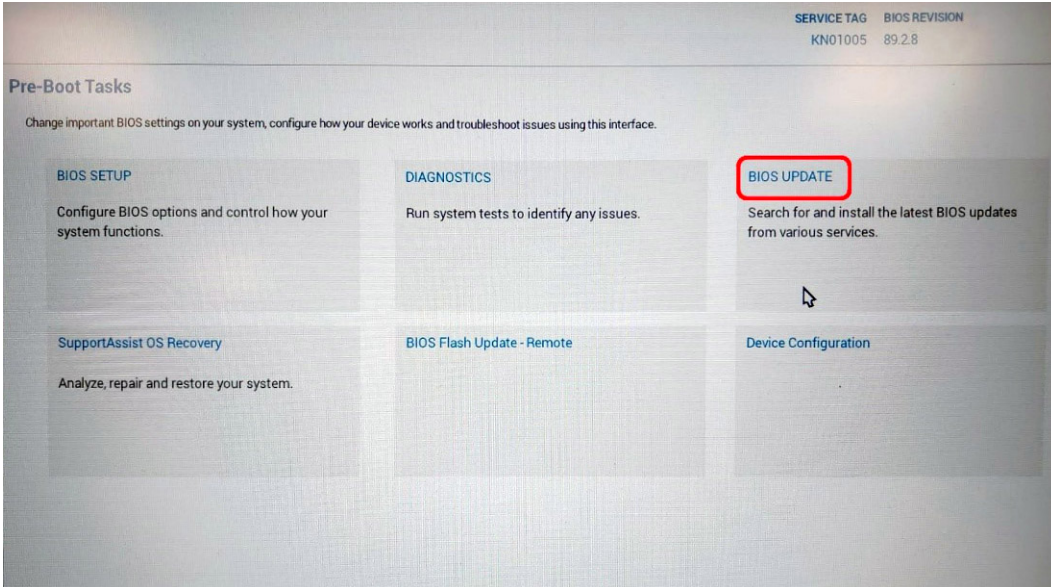 SERVICE TAG BIOS REVISION
KN01005 89.2.8
Pre-Boot Tasks
Change important BIOS settings on your system, configure how your device works and troubleshoot issues using this interface.
BIOS SETUP
Configure BIOS options and control how your
system functions.
DIAGNOSTICS
Run system tests to identify any issues.
BIOS UPDATE
Search for and install the latest BIOS updates
from various services.
SupportAssist OS Recovery
Analyze, repair and restore your system.
BIOS Flash Update - Remote
Device Configuration